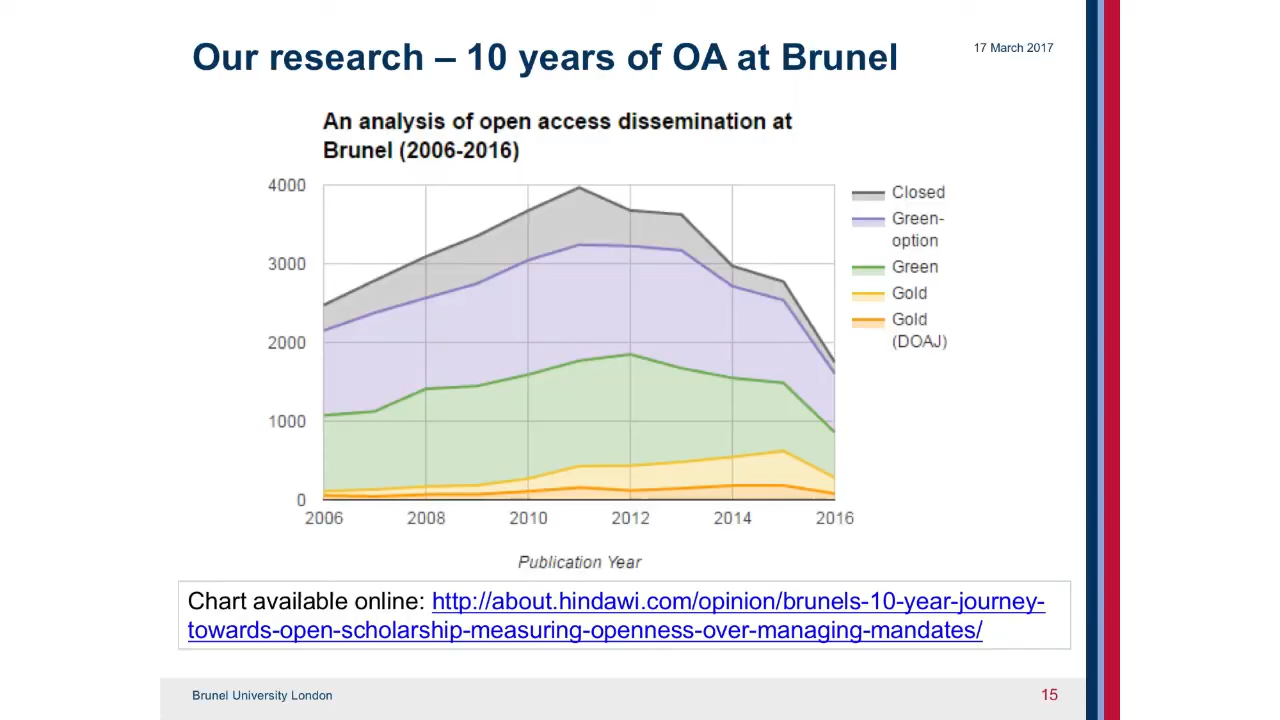 Our research – 10 years of OA at Brunel
17 March 2017
An analysis of open access dissemination at
Brunel (2006-2016)
4000
3000
2000
1000
0
2006
2008
2010
2012
2014
2016
Publication Year
Closed
Green-
option
Green
Gold
Gold
(DOAJ)
Chart available online: http://about.hindawi.com/opinion/brunels-10-year-journey-
towards-open-scholarship-measuring-openness-over-managing-mandates/
Brunel University London
15